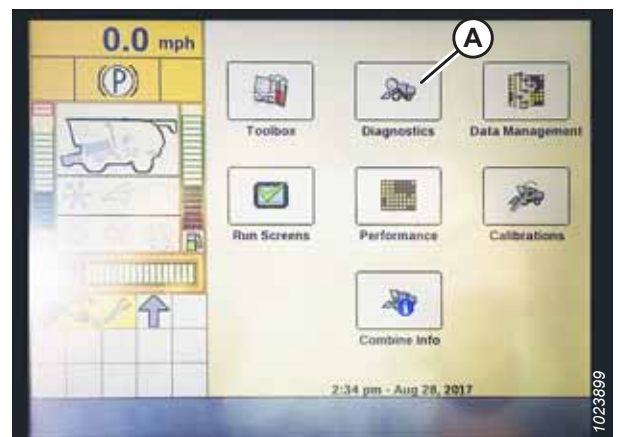 0.0 mph
A
(P)
Toolbox
Diagnostics
Data Management
Run Screens
Performance
Calibrations
Combine Info
2:34 pm - Aug 28, 2017
1023899